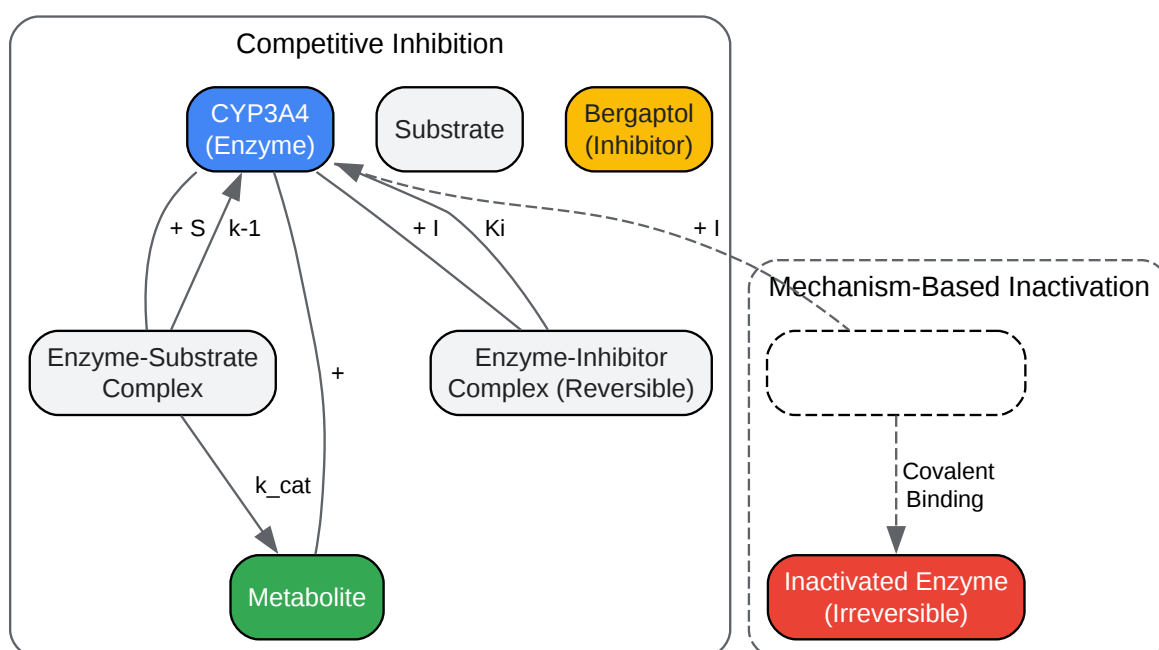 Competitive Inhibition
CYP3A4
(Enzyme)
Substrate
Bergaptol
(Inhibitor)
+ S
k-1
+ I
Ki
+ I
Mechanism-Based Inactivation
Enzyme-Substrate
Complex
+
Enzyme-Inhibitor
Complex (Reversible)
k_cat
Covalent
Binding
Metabolite
Inactivated Enzyme
(Irreversible)